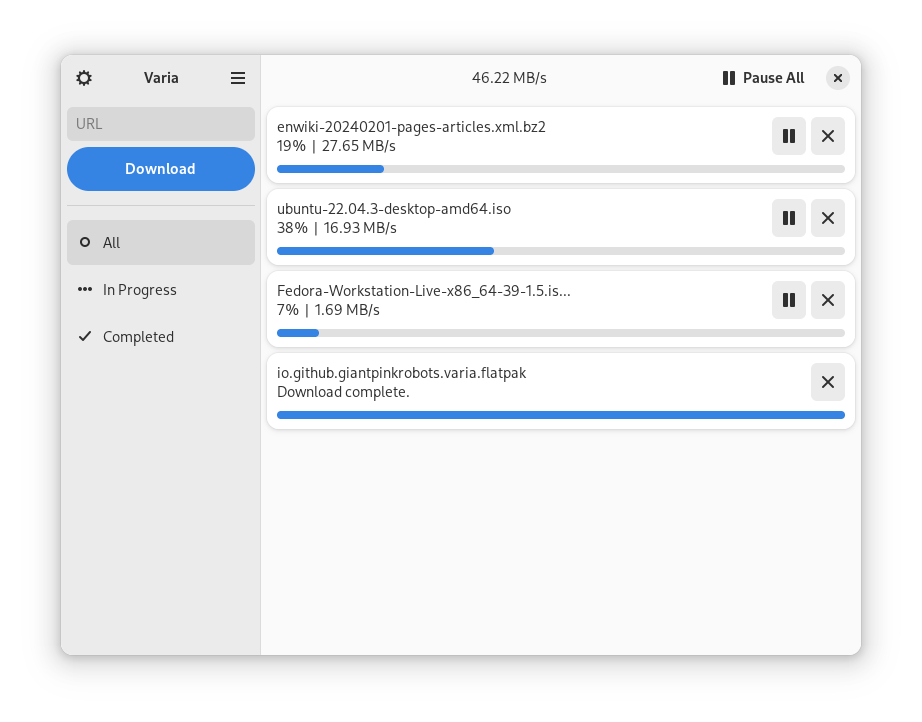 Varia
46.22 MB/s
Pause All
URL
Download
All
In Progress
Completed
enwiki-20240201-pages-articles.xml.bz2
19% | 27.65 MB/s
ubuntu-22.04.3-desktop-amd64.iso
38% | 16.93 MB/s
Fedora-Workstation-Live-x86_64-39-1.5.is...
7% | 1.69 MB/s
io.github.giantpinkrobots.varia.flatpak
Download complete.